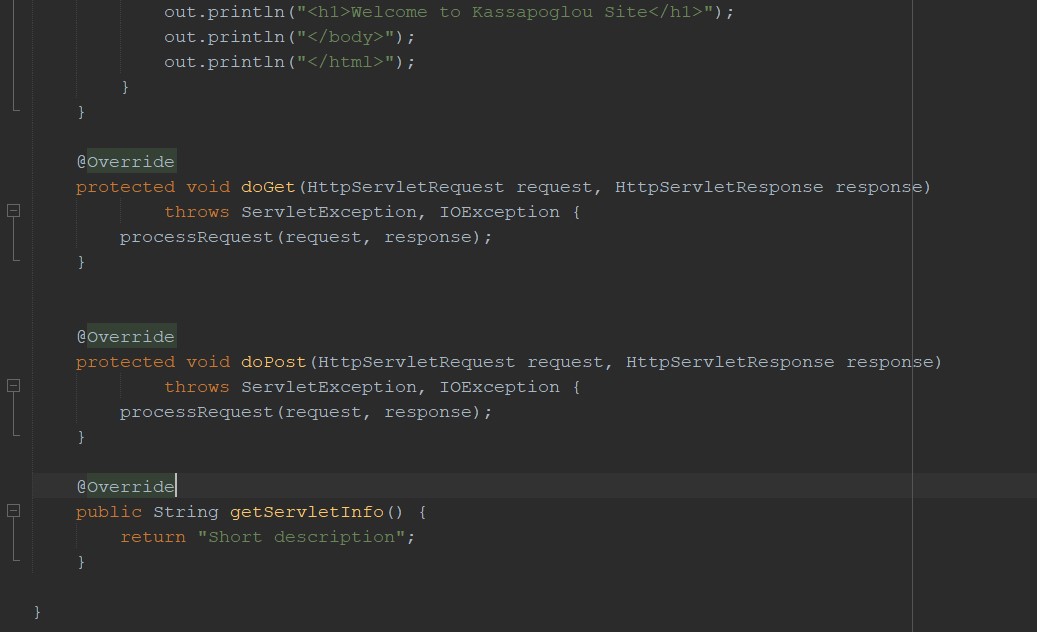 out.println("<h1>Welcome to Kassapoglou Site</h1>");
out.println("</body>");
out.println("</html>");
}
}
@Override
protected void doGet(HttpServletRequest request, HttpServletResponse response)
throws ServletException, IOException {
processRequest(request, response);
}
@Override
protected void doPost(HttpServletRequest request, HttpServletResponse response)
throws ServletException, IOException {
processRequest(request, response);
}
@Override
public String getServletInfo() {
return "Short description";
}
}